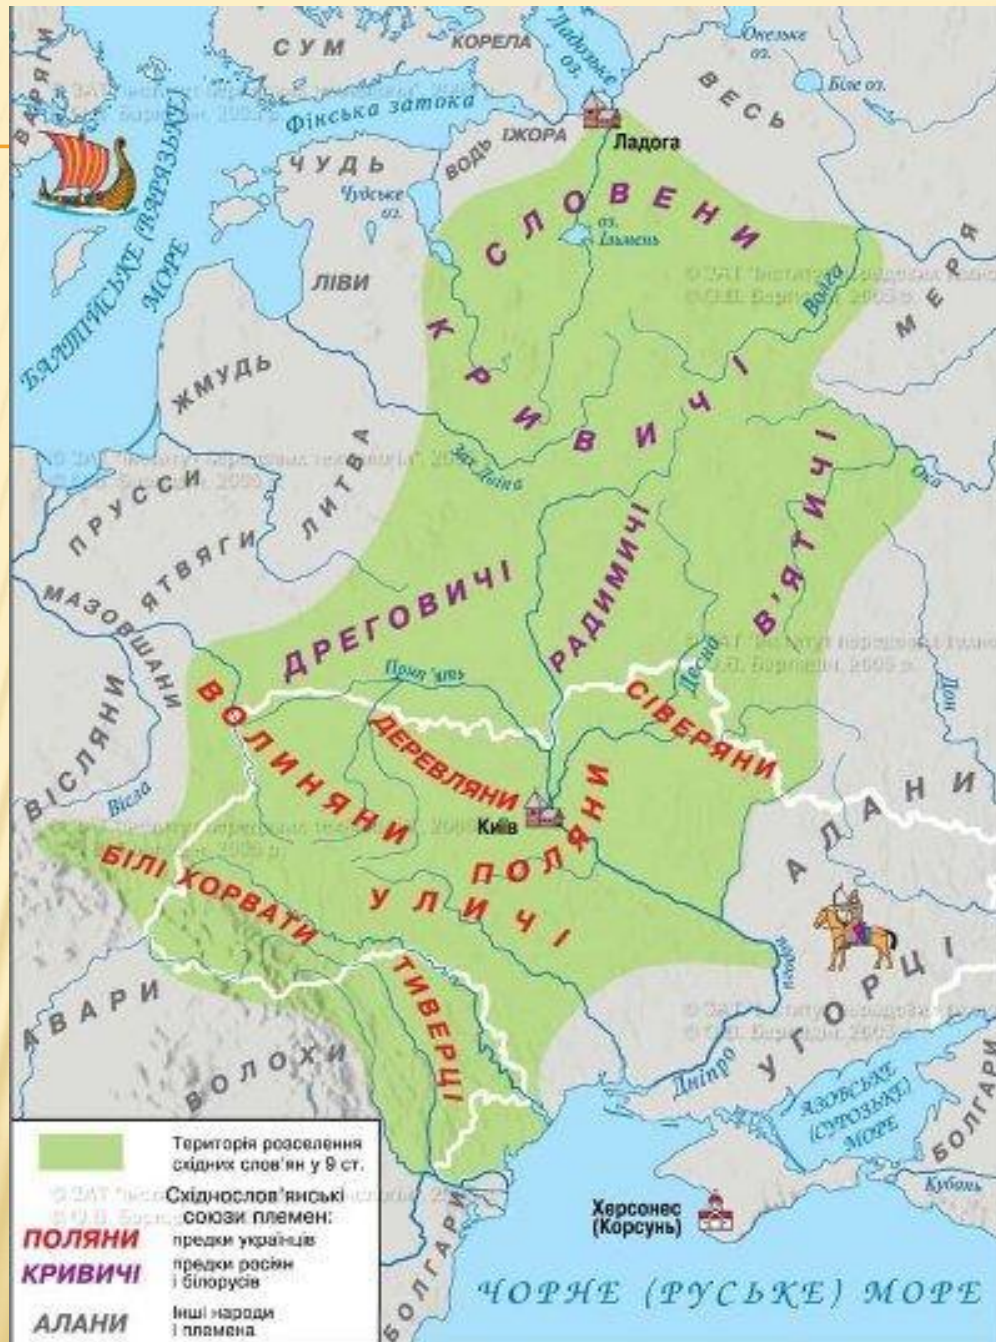 ВАРЯГИ
СУМ
КОРЕЛА
Ладозьке
оз.
Онезьке
оз.
Біле оз.
ВЕСЬ
Фінська затока
ВОДЬ
ІЖОРА
Ладога
ЧУДЬ
Чудське
оз.
СЛОВЕНИ
оз.
Ільмень
БАЛТІЙСЬКЕ (ВАРЯЗЬКЕ)
МОРЕ
ЛІВИ
МЕРЯ
Волга
КРИВИЧІ
ЖМУДЬ
Зах. Двіна
Ока
ПРУССИ
ЛИТВА
ЯТВЯГИ
В'ЯТИЧІ
РАДИМИЧІ
МАЗОВШАНИ
ДРЕГОВИЧІ
Прип'ять
Десна
Дон
ВІСЛЯНИ
Вісла
ВОЛИНЯНИ
ДЕРЕВЛЯНИ
СІВЕРЯНИ
Київ
ПОЛЯНИ
АЛАНИ
БІЛІ ХОРВАТИ
УЛИЧІ
пороги
УГОРЦІ
АВАРИ
ТИВЕРЦІ
ВОЛОХИ
Дніпро
АЗОВСЬКЕ
(СУРОЗЬКЕ)
МОРЕ
БОЛГАРИ
Кубань
Херсонес
(Корсунь)
БОЛГАРИ
ЧОРНЕ (РУСЬКЕ) МОРЕ
Територія розселення
східних слов'ян у 9 ст.
Східнослов'янські
союзи племен:
ПОЛЯНИ
предки українців
КРИВИЧІ
предки росіян
і білорусів
АЛАНИ
Інші народи
і племена